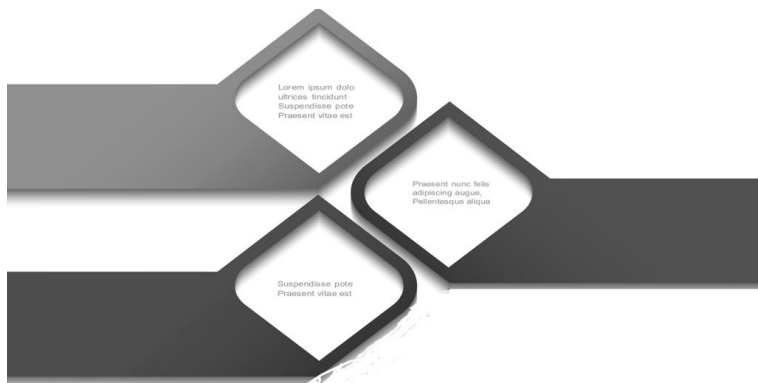 Lorem ipsum dolo
ultrices tincidunt
Suspendisse pote
Praesent vitae est
Praesent nunc felis
adipiscing augue,
Pellentesque aliqua
Suspendisse pote
Praesent vitae est